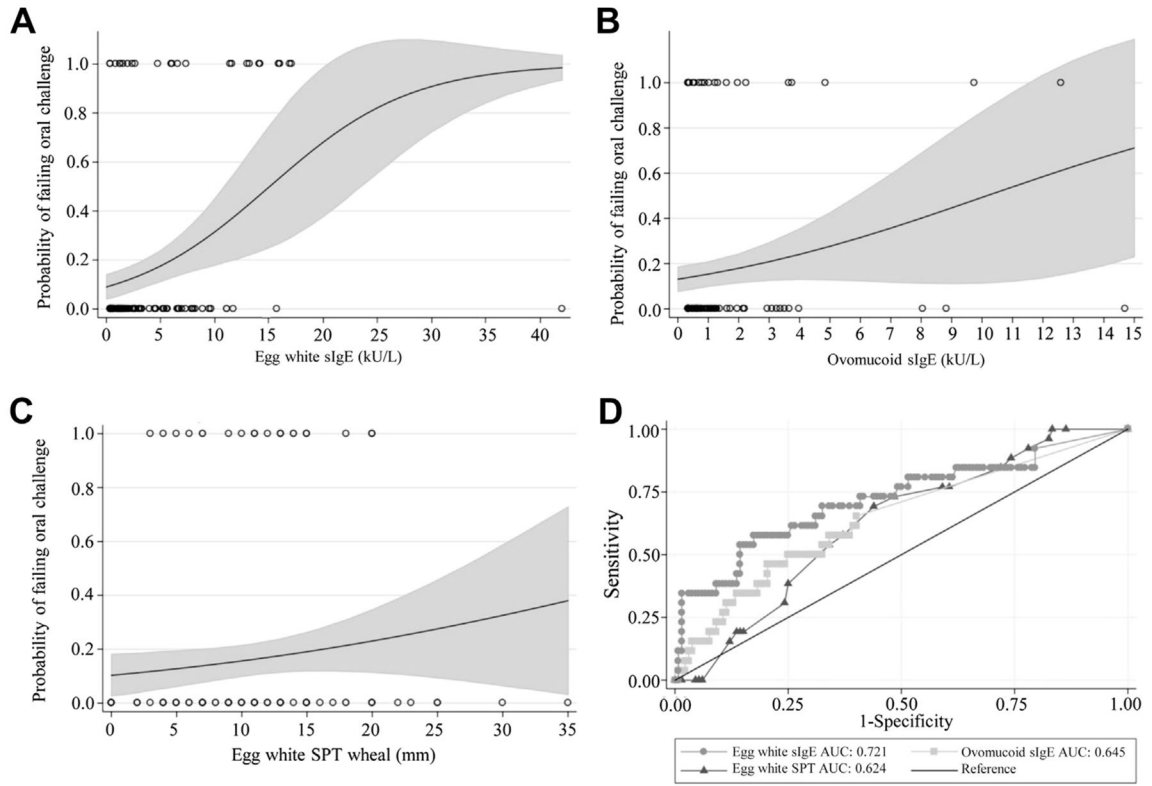 A
Probability of failing oral challenge
1.0
0.8
0.6
0.4
0.2
0.0
0 5 10 15 20 25 30 35 40
Egg white sIgE (kU/L)
B
Probability of failing oral challenge
1.0
0.8
0.6
0.4
0.2
0.0
0 1 2 3 4 5 6 7 8 9 10 11 12 13 14 15
Ovomucoid sIgE (kU/L)
C
Probability of failing oral challenge
1.0
0.8
0.6
0.4
0.2
0.0
0 5 10 15 20 25 30 35
Egg white SPT wheal (mm)
D
Sensitivity
1.00
0.75
0.50
0.25
0.00
0.00 0.25 0.50 0.75 1.00
1-Specificity
Egg white sIgE AUC: 0.721 Ovomucoid sIgE AUC: 0.645
Egg white SPT AUC: 0.624 Reference